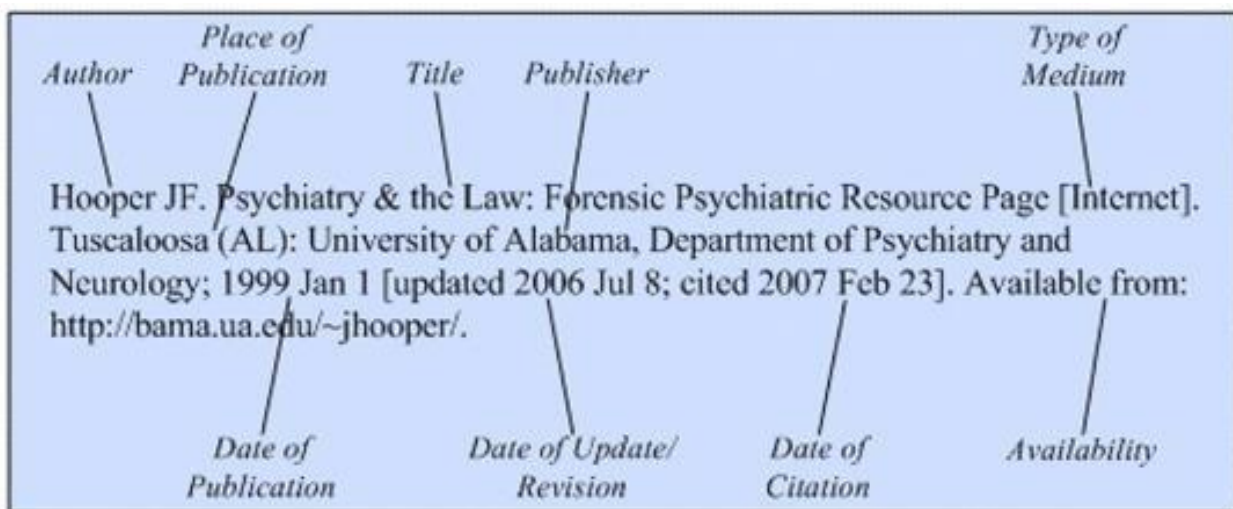 Author Place of Publication Title Publisher Type of Medium
Hooper JF. Psychiatry & the Law: Forensic Psychiatric Resource Page [Internet].
Tuscaloosa (AL): University of Alabama, Department of Psychiatry and
Neurology; 1999 Jan 1 [updated 2006 Jul 8; cited 2007 Feb 23]. Available from:
http://bama.ua.edu/~jhooper/.
Date of Publication Date of Update/ Revision Date of Citation Availability